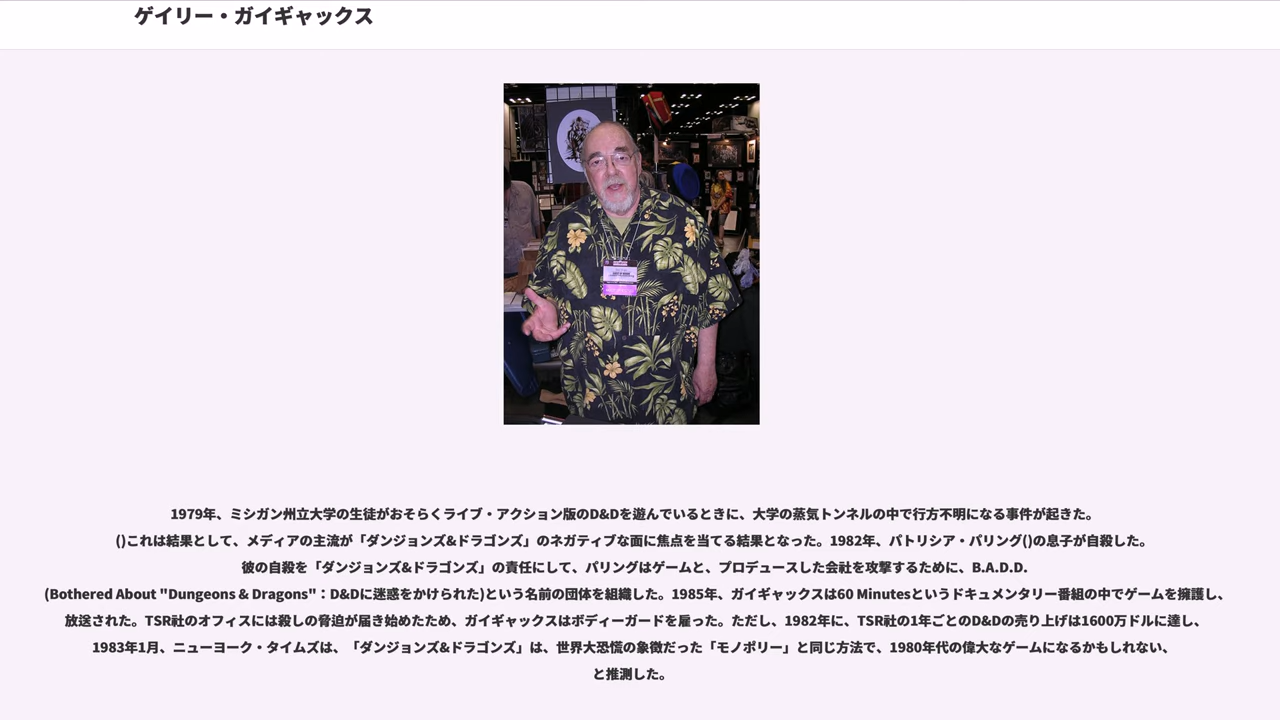 ゲイリー・ガイギャックス
1979年、ミシガン州立大学の生徒がおそらくライブ・アクション版のD&Dを遊んでいるときに、大学の蒸気トンネルの中で行方不明になる事件が起きた。
()これは結果として、メディアの主流が「ダンジョンズ&ドラゴンズ」のネガティブな面に焦点を当てる結果となった。1982年、パトリシア・パリング()の息子が自殺した。
彼の自殺を「ダンジョンズ&ドラゴンズ」の責任にして、パリングはゲームと、プロデュースした会社を攻撃するために、B.A.D.D.
(Bothered About "Dungeons & Dragons"：D&Dに迷惑をかけられた)という名前の団体を組織した。1985年、ガイギャックスは60 Minutesというドキュメンタリー番組の中でゲームを擁護し、
放送された。TSR社のオフィスには殺しの脅迫が届き始めたため、ガイギャックスはボディーガードを雇った。ただし、1982年に、TSR社の1年ごとのD&Dの売り上げは1600万ドルに達し、
1983年1月、ニューヨーク・タイムズは、「ダンジョンズ&ドラゴンズ」は、世界大恐慌の象徴だった「モノポリー」と同じ方法で、1980年代の偉大なゲームになるかもしれない、
と推測した。